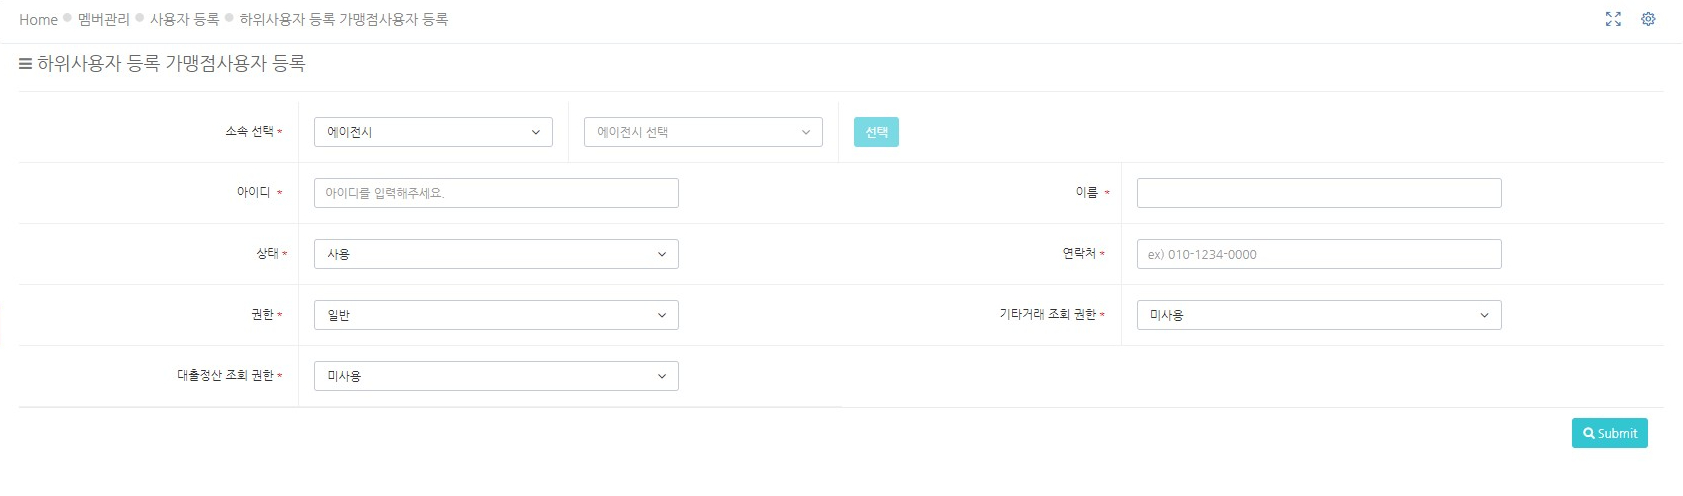 Home 멤버관리 사용자 등록 하위사용자 등록 가맹점사용자 등록
하위사용자 등록 가맹점사용자 등록
소속 선택 * 에이전시 에이전시 선택 선택
아이디 * 아이디를 입력해주세요. 이름 *
상태 * 사용 연락처 * ex) 010-1234-0000
권한 * 일반 기타거래 조회 권한 * 미사용
대출정산 조회 권한 * 미사용
Submit